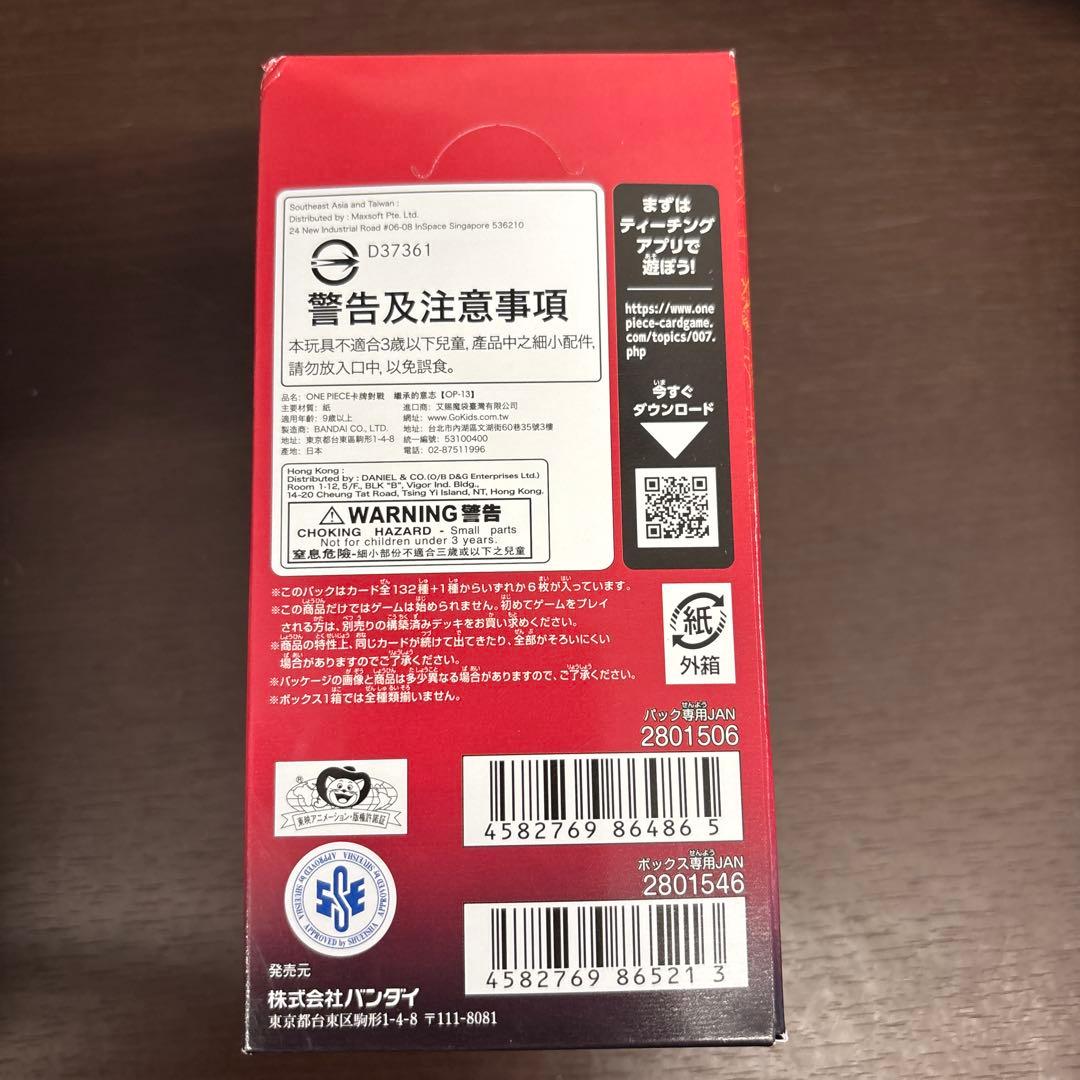 Southeast Asia and Taiwan :
Distributed by : Maxsoft Pte. Ltd.
24 New Industrial Road #06-08 InSpace Singapore 536210
D37361
警告及注意事項
本玩具不適合3歲以下兒童, 產品中之細小配件,
請勿放入口中, 以免誤食。
品名: ONE PIECE卡牌對戰 繼承的意志【OP-13】
主要材質: 紙
適用年齡: 9歲以上
製造商: BANDAI CO., LTD.
地址: 東京都台東區駒形1-4-8
產地: 日本
進口商: 艾賜魔袋臺灣有限公司
網址: www.GoKids.com.tw
地址: 台北市內湖區文湖街60巷35號3樓
統一編號: 53100400
電話: 02-87511996
Hong Kong :
Distributed by : DANIEL & CO.(O/B D&G Enterprises Ltd.)
Room 1-12, 5/F., BLK "B", Vigor Ind. Bldg.,
14-20 Cheung Tat Road, Tsing Yi Island, NT, Hong Kong.
WARNING 警告
CHOKING HAZARD - Small parts
Not for children under 3 years.
窒息危險-細小部份不適合三歲或以下之兒童
まずは
ティーチング
アプリで
遊ぼう!
https://www.one
piece-cardgame.
com/topics/007.
php
今すぐ
ダウンロード
※このパックはカード全132種+1種からいずれか6枚が入っています。
※この商品だけではゲームは始められません。初めてゲームをプレイ
される方は、別売りの構築済みデッキをお買い求めください。
※商品の特性上、同じカードが続けて出てきたり、全部がそろいにくい
場合がありますのでご了承ください。
※パッケージの画像と商品は多少異なる場合がありますので、ご了承ください。
※ボックス1箱では全種類揃いません。
紙
外箱
パック専用JAN
2801506
4582769 864865
ボックス専用JAN
2801546
4582769 865213
東映アニメーション・版権許諾証
APPROVED by SHUEISHA
発売元
株式会社バンダイ
東京都台東区駒形1-4-8 〒111-8081